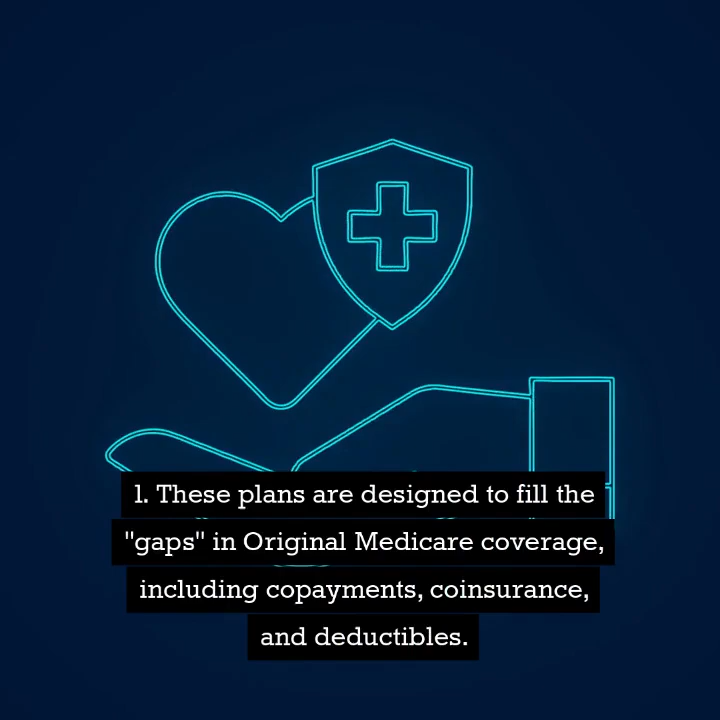 1. These plans are designed to fill the
"gaps" in Original Medicare coverage,
including copayments, coinsurance,
and deductibles.